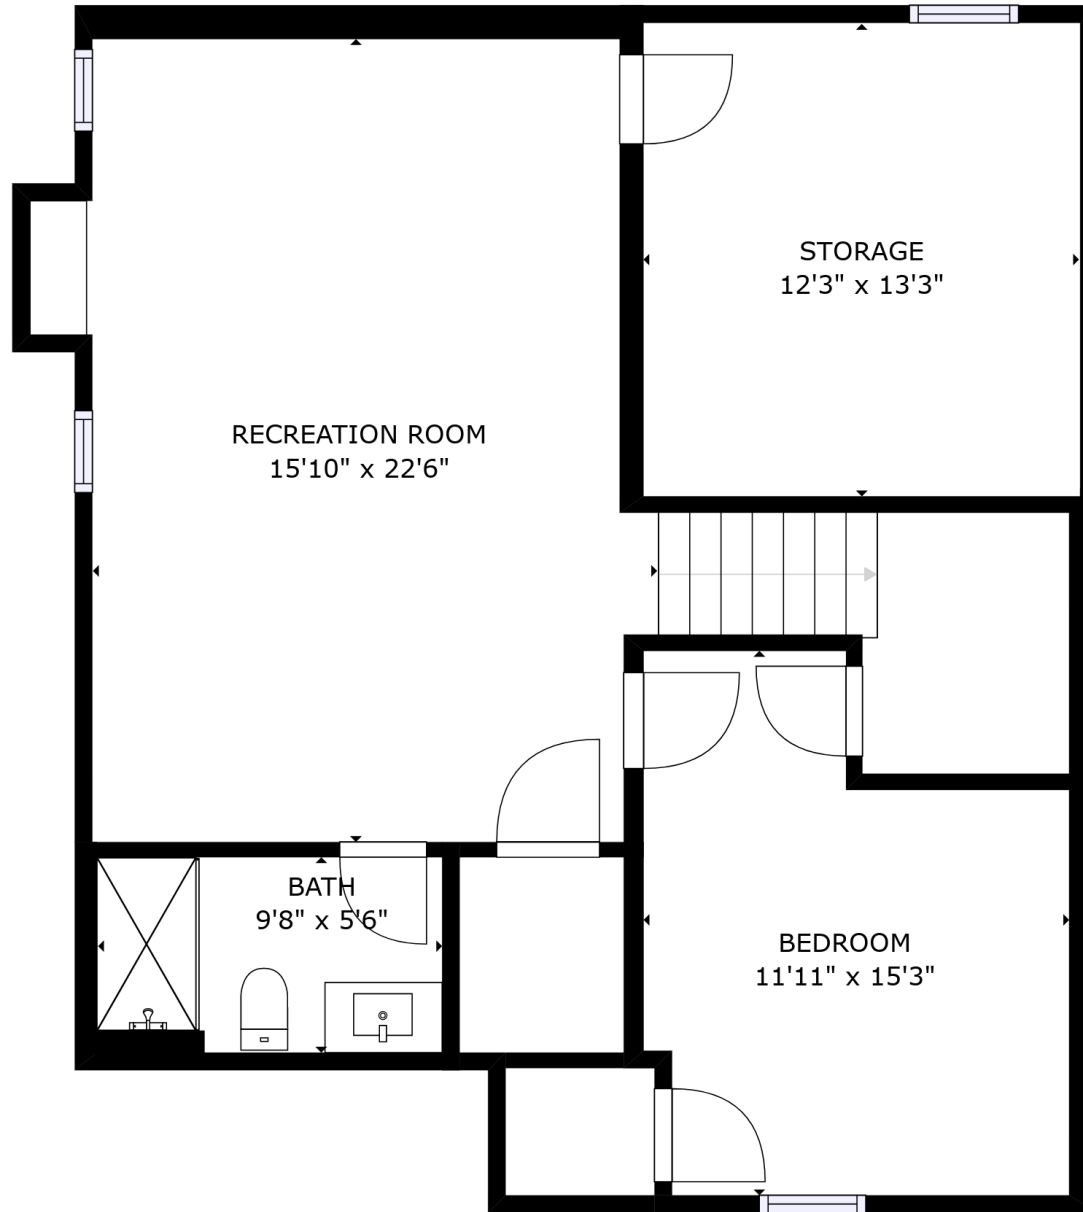 STORAGE
12'3" x 13'3"
RECREATION ROOM
15'10" x 22'6"
BATH
9'8" x 5'6"
BEDROOM
11'11" x 15'3"